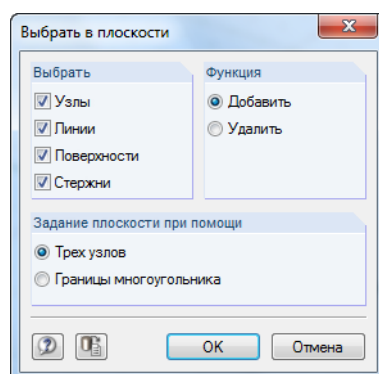 Выбрать в плоскости
Выбрать
Функция
Узлы
Добавить
Линии
Удалить
Поверхности
Стержни
Задание плоскости при помощи
Трех узлов
Границы многоугольника
OK
Отмена